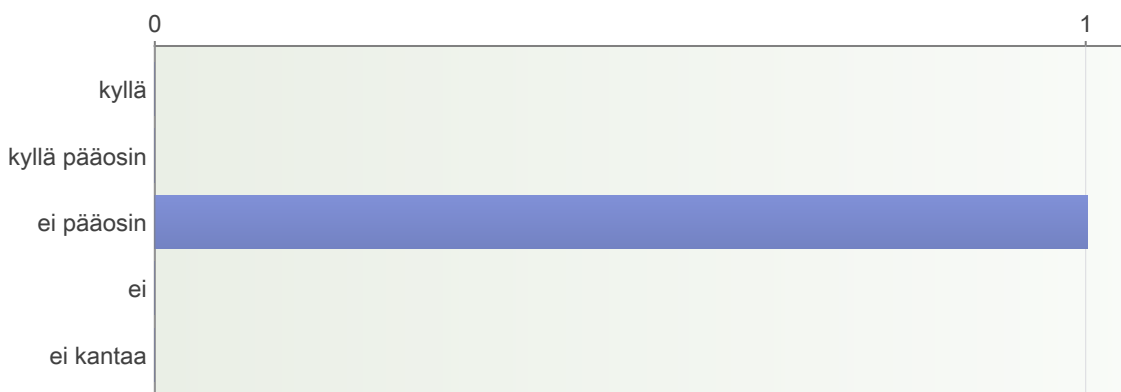 0 1
kyllä
kyllä pääosin
ei pääosin
ei
ei kantaa